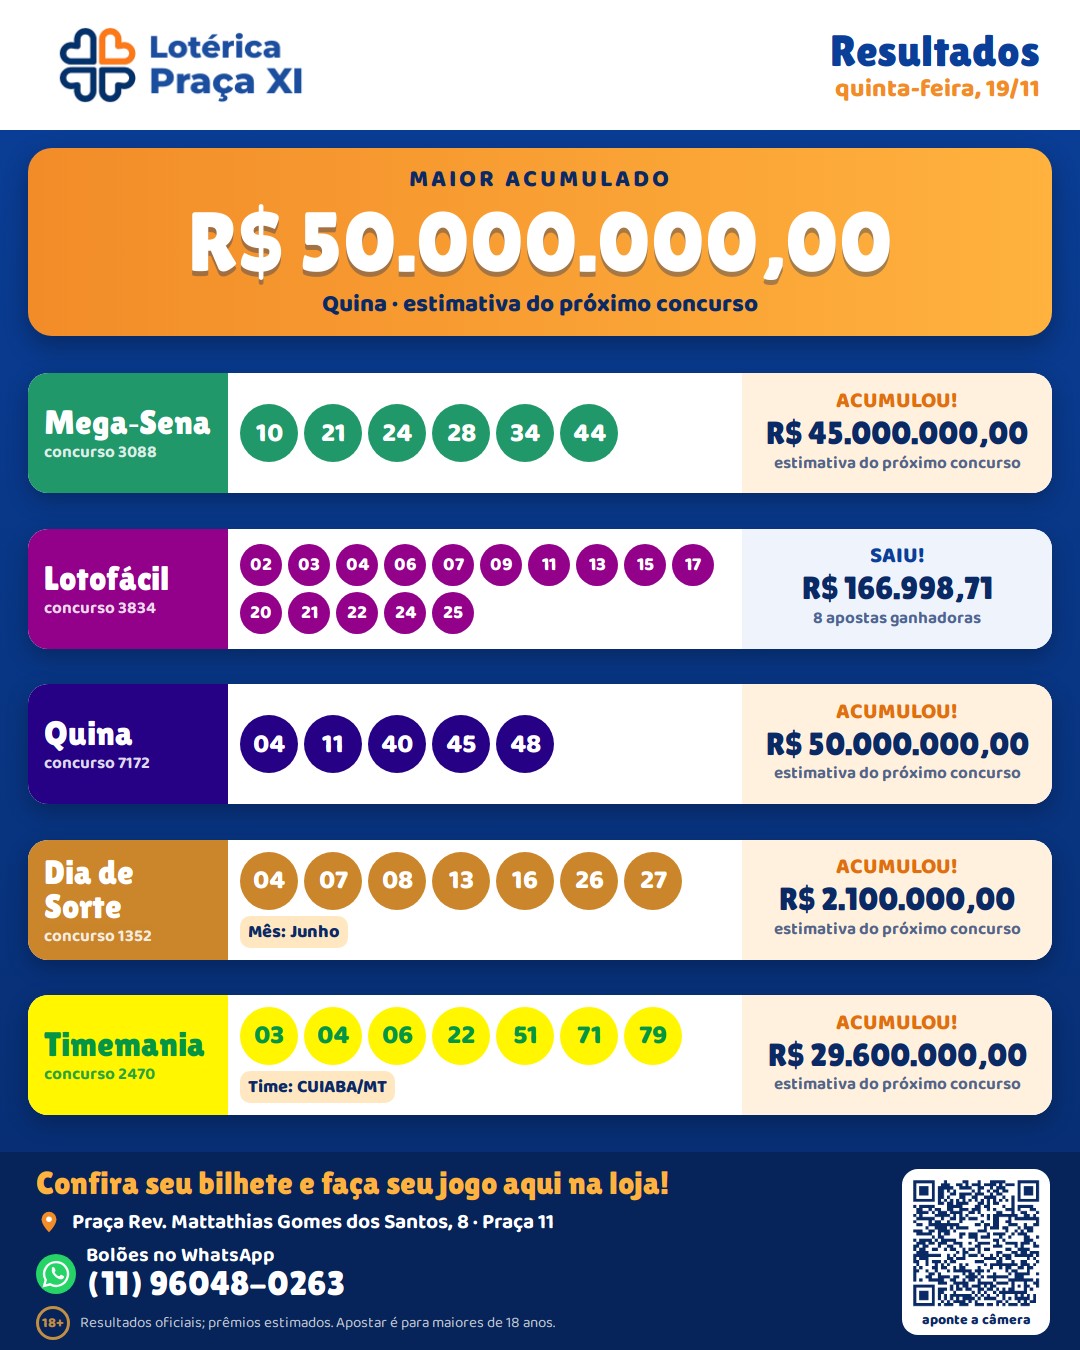 Lotérica
Praça XI
Resultados
quinta-feira, 19/11
MAIOR ACUMULADO
R$ 50.000.000,00
Quina · estimativa do próximo concurso
Mega-Sena
concurso 3088
10 21 24 28 34 44
ACUMULOU!
R$ 45.000.000,00
estimativa do próximo concurso
Lotofácil
concurso 3834
02 03 04 06 07 09 11 13 15 17
20 21 22 24 25
SAIU!
R$ 166.998,71
8 apostas ganhadoras
Quina
concurso 7172
04 11 40 45 48
ACUMULOU!
R$ 50.000.000,00
estimativa do próximo concurso
Dia de
Sorte
concurso 1352
04 07 08 13 16 26 27
Mês: Junho
ACUMULOU!
R$ 2.100.000,00
estimativa do próximo concurso
Timemania
concurso 2470
03 04 06 22 51 71 79
Time: CUIABA/MT
ACUMULOU!
R$ 29.600.000,00
estimativa do próximo concurso
Confira seu bilhete e faça seu jogo aqui na loja!
Praça Rev. Mattathias Gomes dos Santos, 8 · Praça 11
Bolões no WhatsApp
(11) 96048-0263
18+ Resultados oficiais; prêmios estimados. Apostar é para maiores de 18 anos.
aponte a câmera